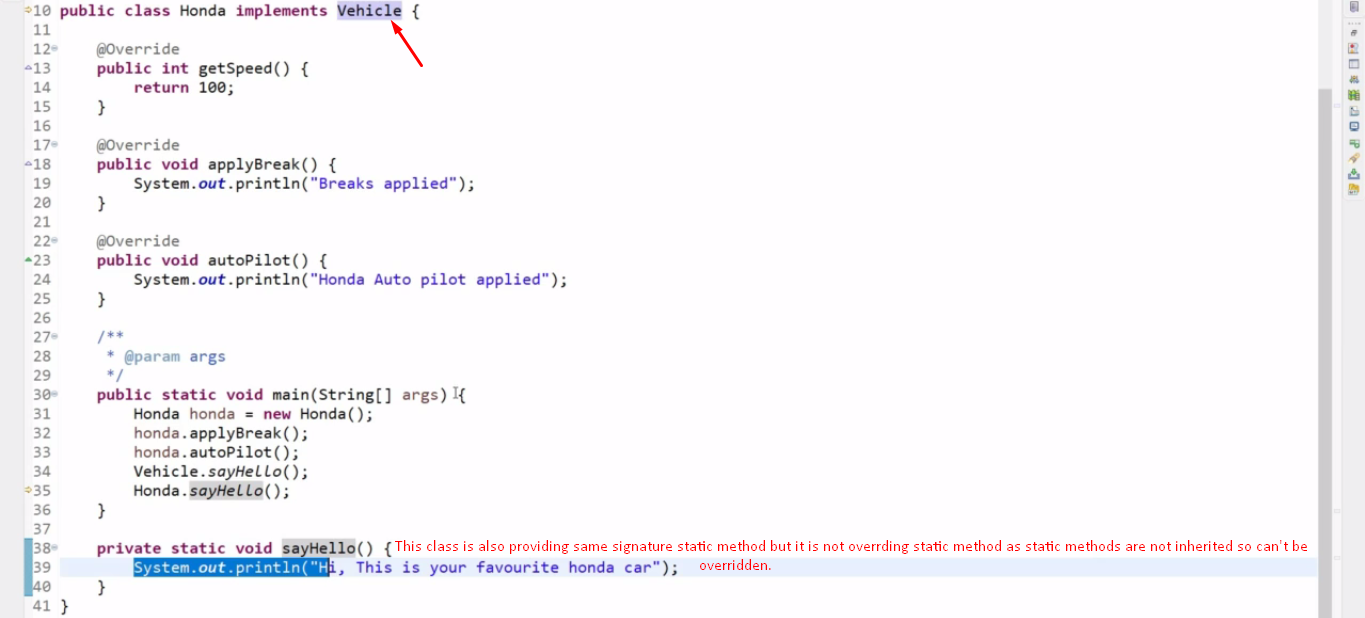 10 public class Honda implements Vehicle {
11
12 @Override
13 public int getSpeed() {
14 return 100;
15 }
16
17 @Override
18 public void applyBreak() {
19 System.out.println("Breaks applied");
20 }
21
22 @Override
23 public void autoPilot() {
24 System.out.println("Honda Auto pilot applied");
25 }
26
27 /**
28 * @param args
29 */
30 public static void main(String[] args) {
31 Honda honda = new Honda();
32 honda.applyBreak();
33 honda.autoPilot();
34 Vehicle.sayHello();
35 Honda.sayHello();
36 }
37
38 private static void sayHello() { This class is also providing same signature static method but it is not overrding static method as static methods are not inherited so can't be
39 System.out.println("Hi, This is your favourite honda car"); overridden.
40 }
41 }